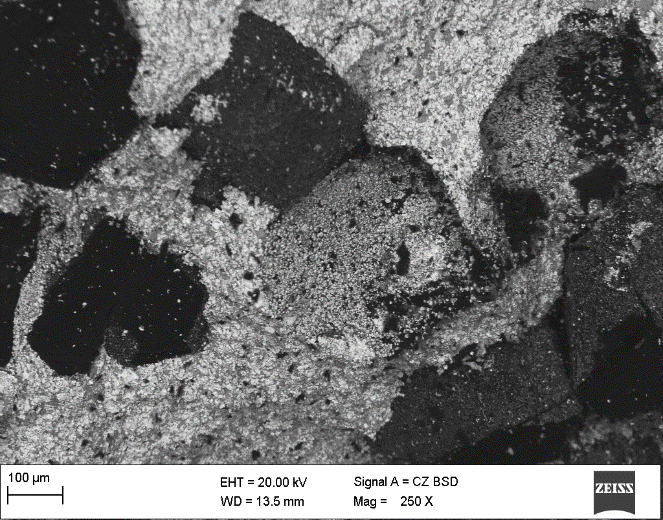 100 µm
EHT = 20.00 kV Signal A = CZ BSD
WD = 13.5 mm Mag = 250 X
ZEISS